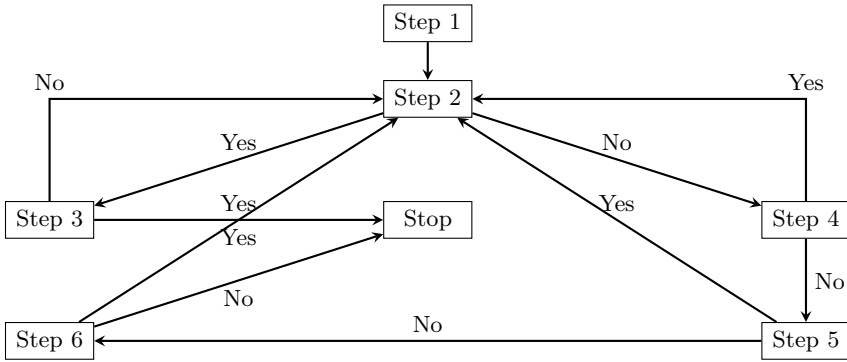 Step 1
No
Yes
Step 2
Yes
No
Step 3
Yes
Stop
Yes
Step 4
Yes
No
No
No
Step 6
Step 5